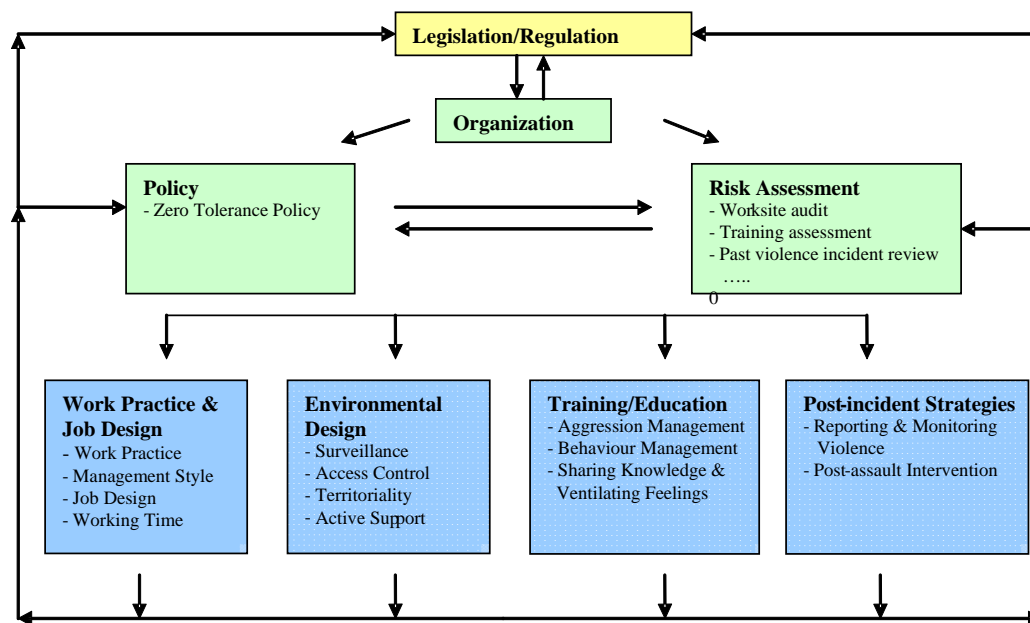 Legislation/Regulation
Organization
Policy
- Zero Tolerance Policy
Risk Assessment
- Worksite audit
- Training assessment
- Past violence incident review
…..
0
Work Practice &
Job Design
- Work Practice
- Management Style
- Job Design
- Working Time
Environmental
Design
- Surveillance
- Access Control
- Territoriality
- Active Support
Training/Education
- Aggression Management
- Behaviour Management
- Sharing Knowledge &
Ventilating Feelings
Post-incident Strategies
- Reporting & Monitoring
Violence
- Post-assault Intervention